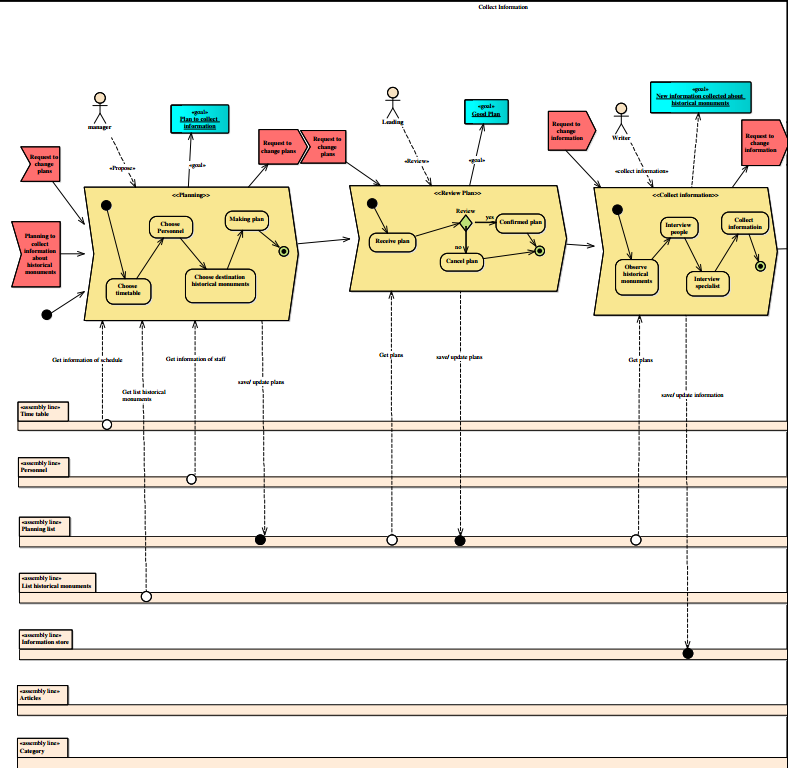 Collect Information
manager
«goal»
Plan to collect
information
Leading
«goal»
Good Plan
«goal»
New information collected about
historical monuments
Writer
Request to
change
plans
«Propose»
«goal»
Request to
change plans
Request to
change
plans
«Review»
«goal»
Request to
change
information
«collect information»
Request to
change
information
Planning to
collect
information
about
historical
monuments
<<Planning>>
Choose
Personnel
Making plan
Choose
timetable
Choose destination
historical monuments
<<Review Plan>>
Review
Receive plan
yes
Confirmed plan
no
Cancel plan
<<Collect information>>
Interview
people
Collect
informatioin
Observe
historical
monuments
Interview
specialist
Get information of schedule
Get list historical
monuments
Get information of staff
save/ update plans
Get plans
save/ update plans
Get plans
save/ update information
«assembly line»
Time table
«assembly line»
Personnel
«assembly line»
Planning list
«assembly line»
List historical monuments
«assembly line»
Information store
«assembly line»
Articles
«assembly line»
Category